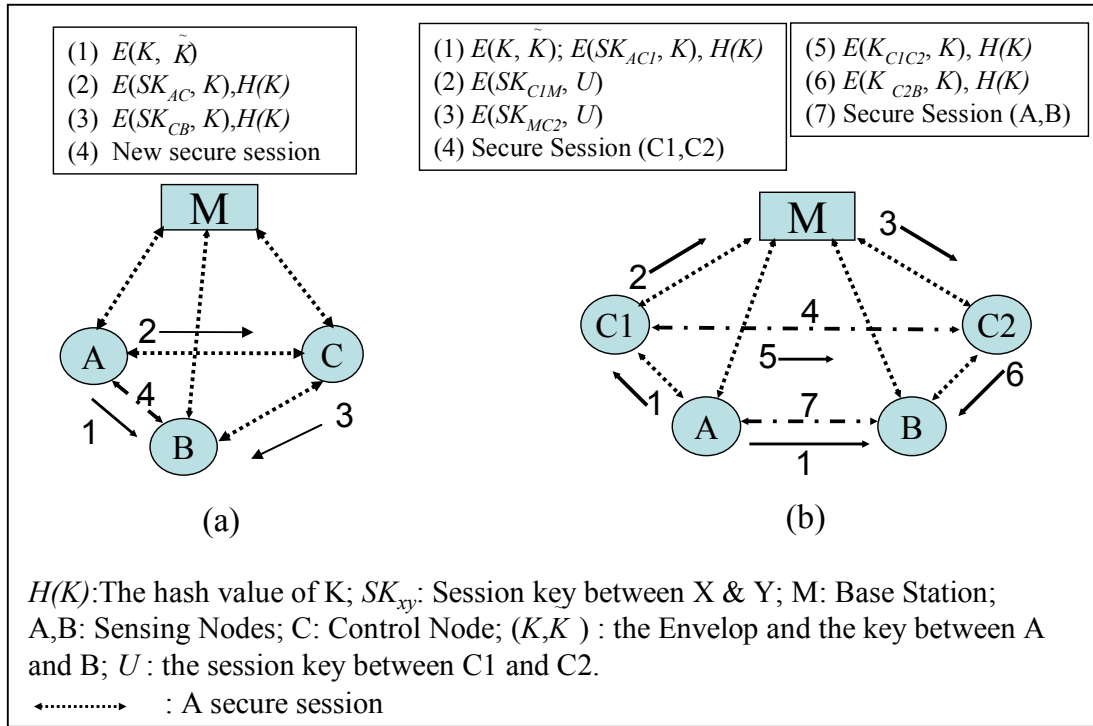 (1) E(K, K̃)
(2) E(SK_AC, K),H(K)
(3) E(SK_CB, K),H(K)
(4) New secure session
(1) E(K, K̃); E(SK_AC1, K), H(K)
(2) E(SK_C1M, U)
(3) E(SK_MC2, U)
(4) Secure Session (C1,C2)
(5) E(K_C1C2, K), H(K)
(6) E(K_C2B, K), H(K)
(7) Secure Session (A,B)
M
2
A
C
4
1
3
B
(a)
M
3
2
C1
4
C2
5
1
6
A
7
B
1
(b)
H(K):The hash value of K; SK_xy: Session key between X & Y; M: Base Station;
A,B: Sensing Nodes; C: Control Node; (K,K̃) : the Envelop and the key between A
and B; U : the session key between C1 and C2.
: A secure session